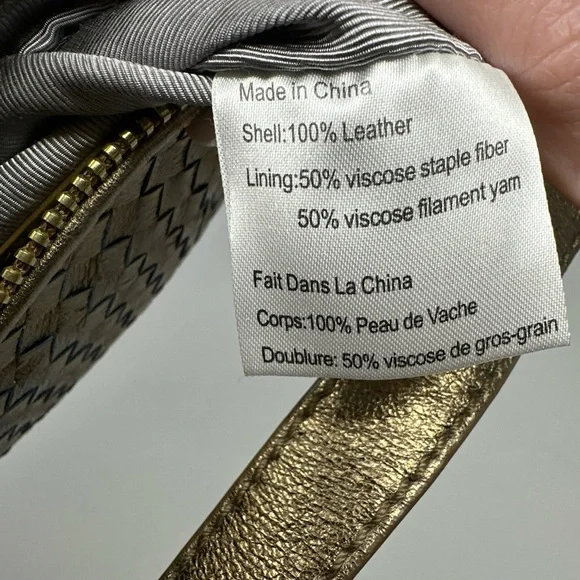 Made in China
Shell:100% Leather
Lining:50% viscose staple fiber
50% viscose filament yarn
Fait Dans La China
Corps:100% Peau de Vache
Doublure: 50% viscose de gros-grain